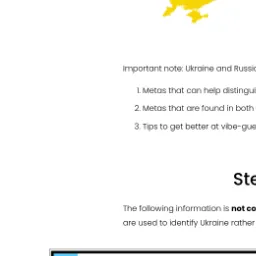 Important note: Ukraine and Russia
1. Metas that can help distingui
2. Metas that are found in both
3. Tips to get better at vibe-gue
Ste
The following information is not co
are used to identify Ukraine rather